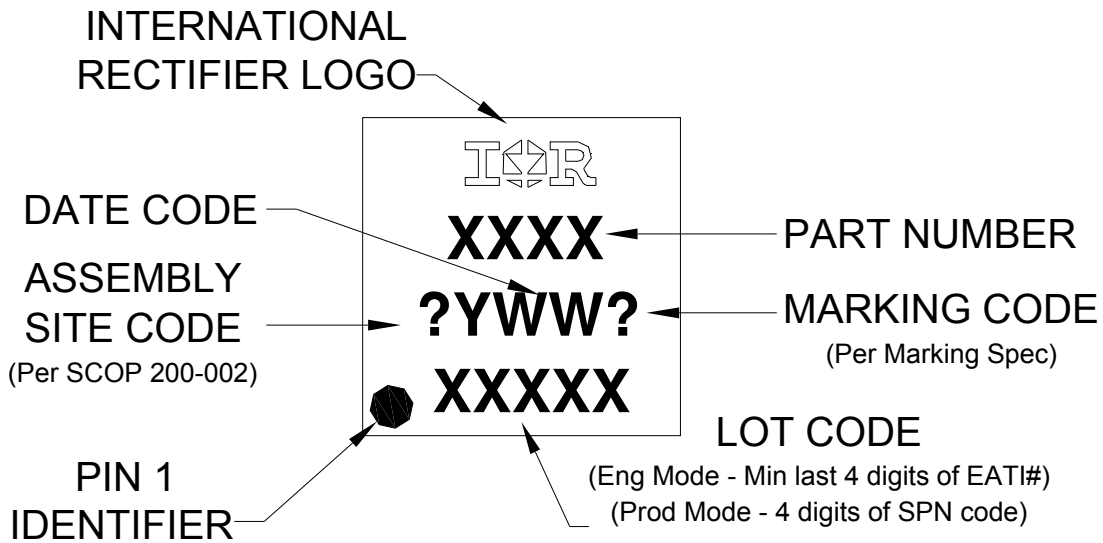 INTERNATIONAL
RECTIFIER LOGO
IR
DATE CODE
XXXX
PART NUMBER
ASSEMBLY
SITE CODE
(Per SCOP 200-002)
?YWW?
MARKING CODE
(Per Marking Spec)
XXXXX
PIN 1
IDENTIFIER
LOT CODE
(Eng Mode - Min last 4 digits of EATI#)
(Prod Mode - 4 digits of SPN code)